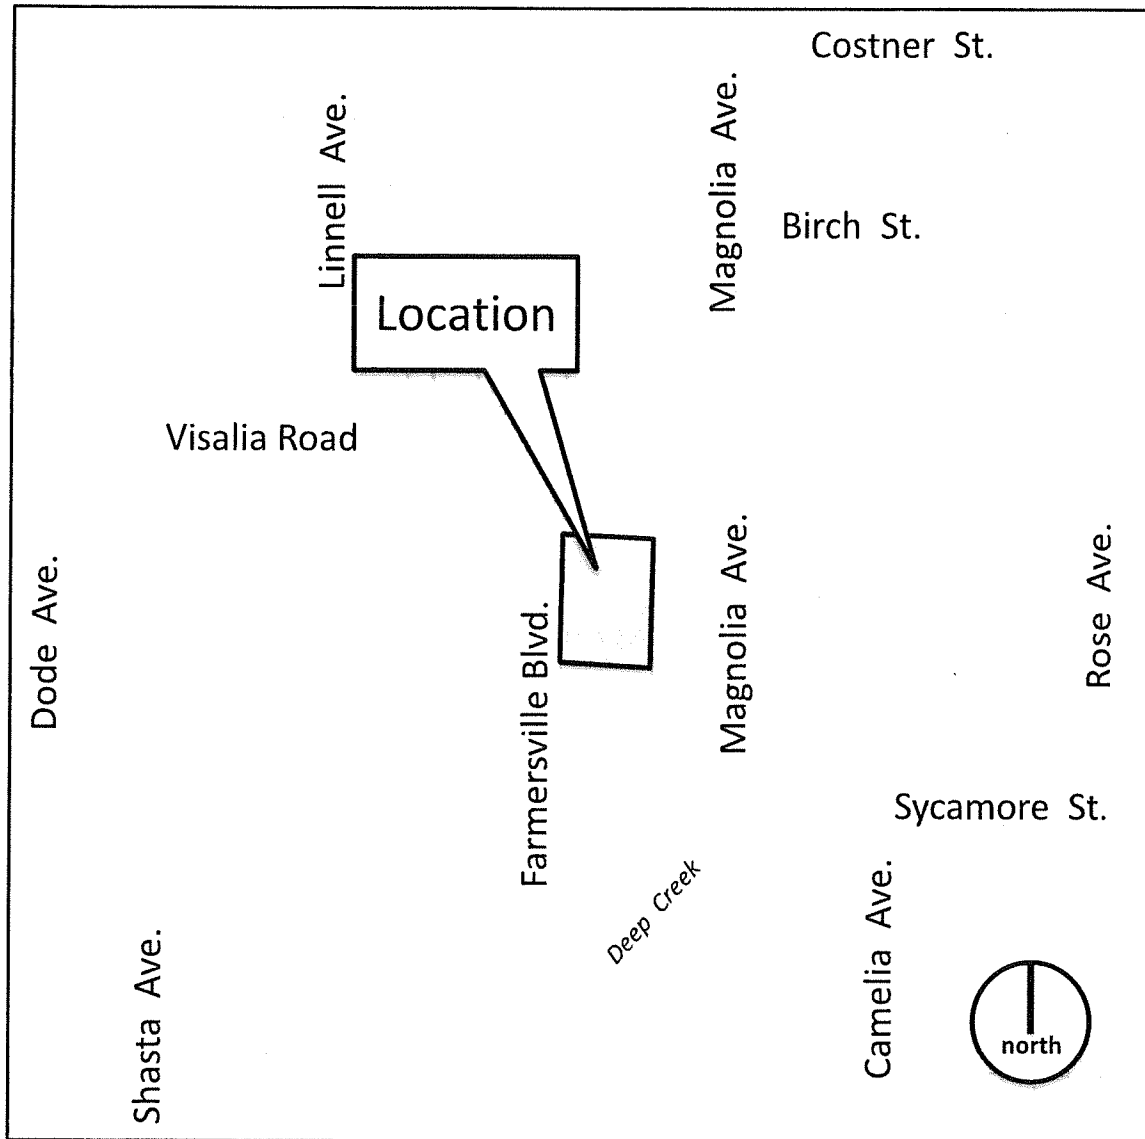 Costner St.
Linnell Ave.
Magnolia Ave.
Birch St.
Location
Visalia Road
Dode Ave.
Farmersville Blvd.
Magnolia Ave.
Rose Ave.
Sycamore St.
Deep Creek
Camelia Ave.
Shasta Ave.
north